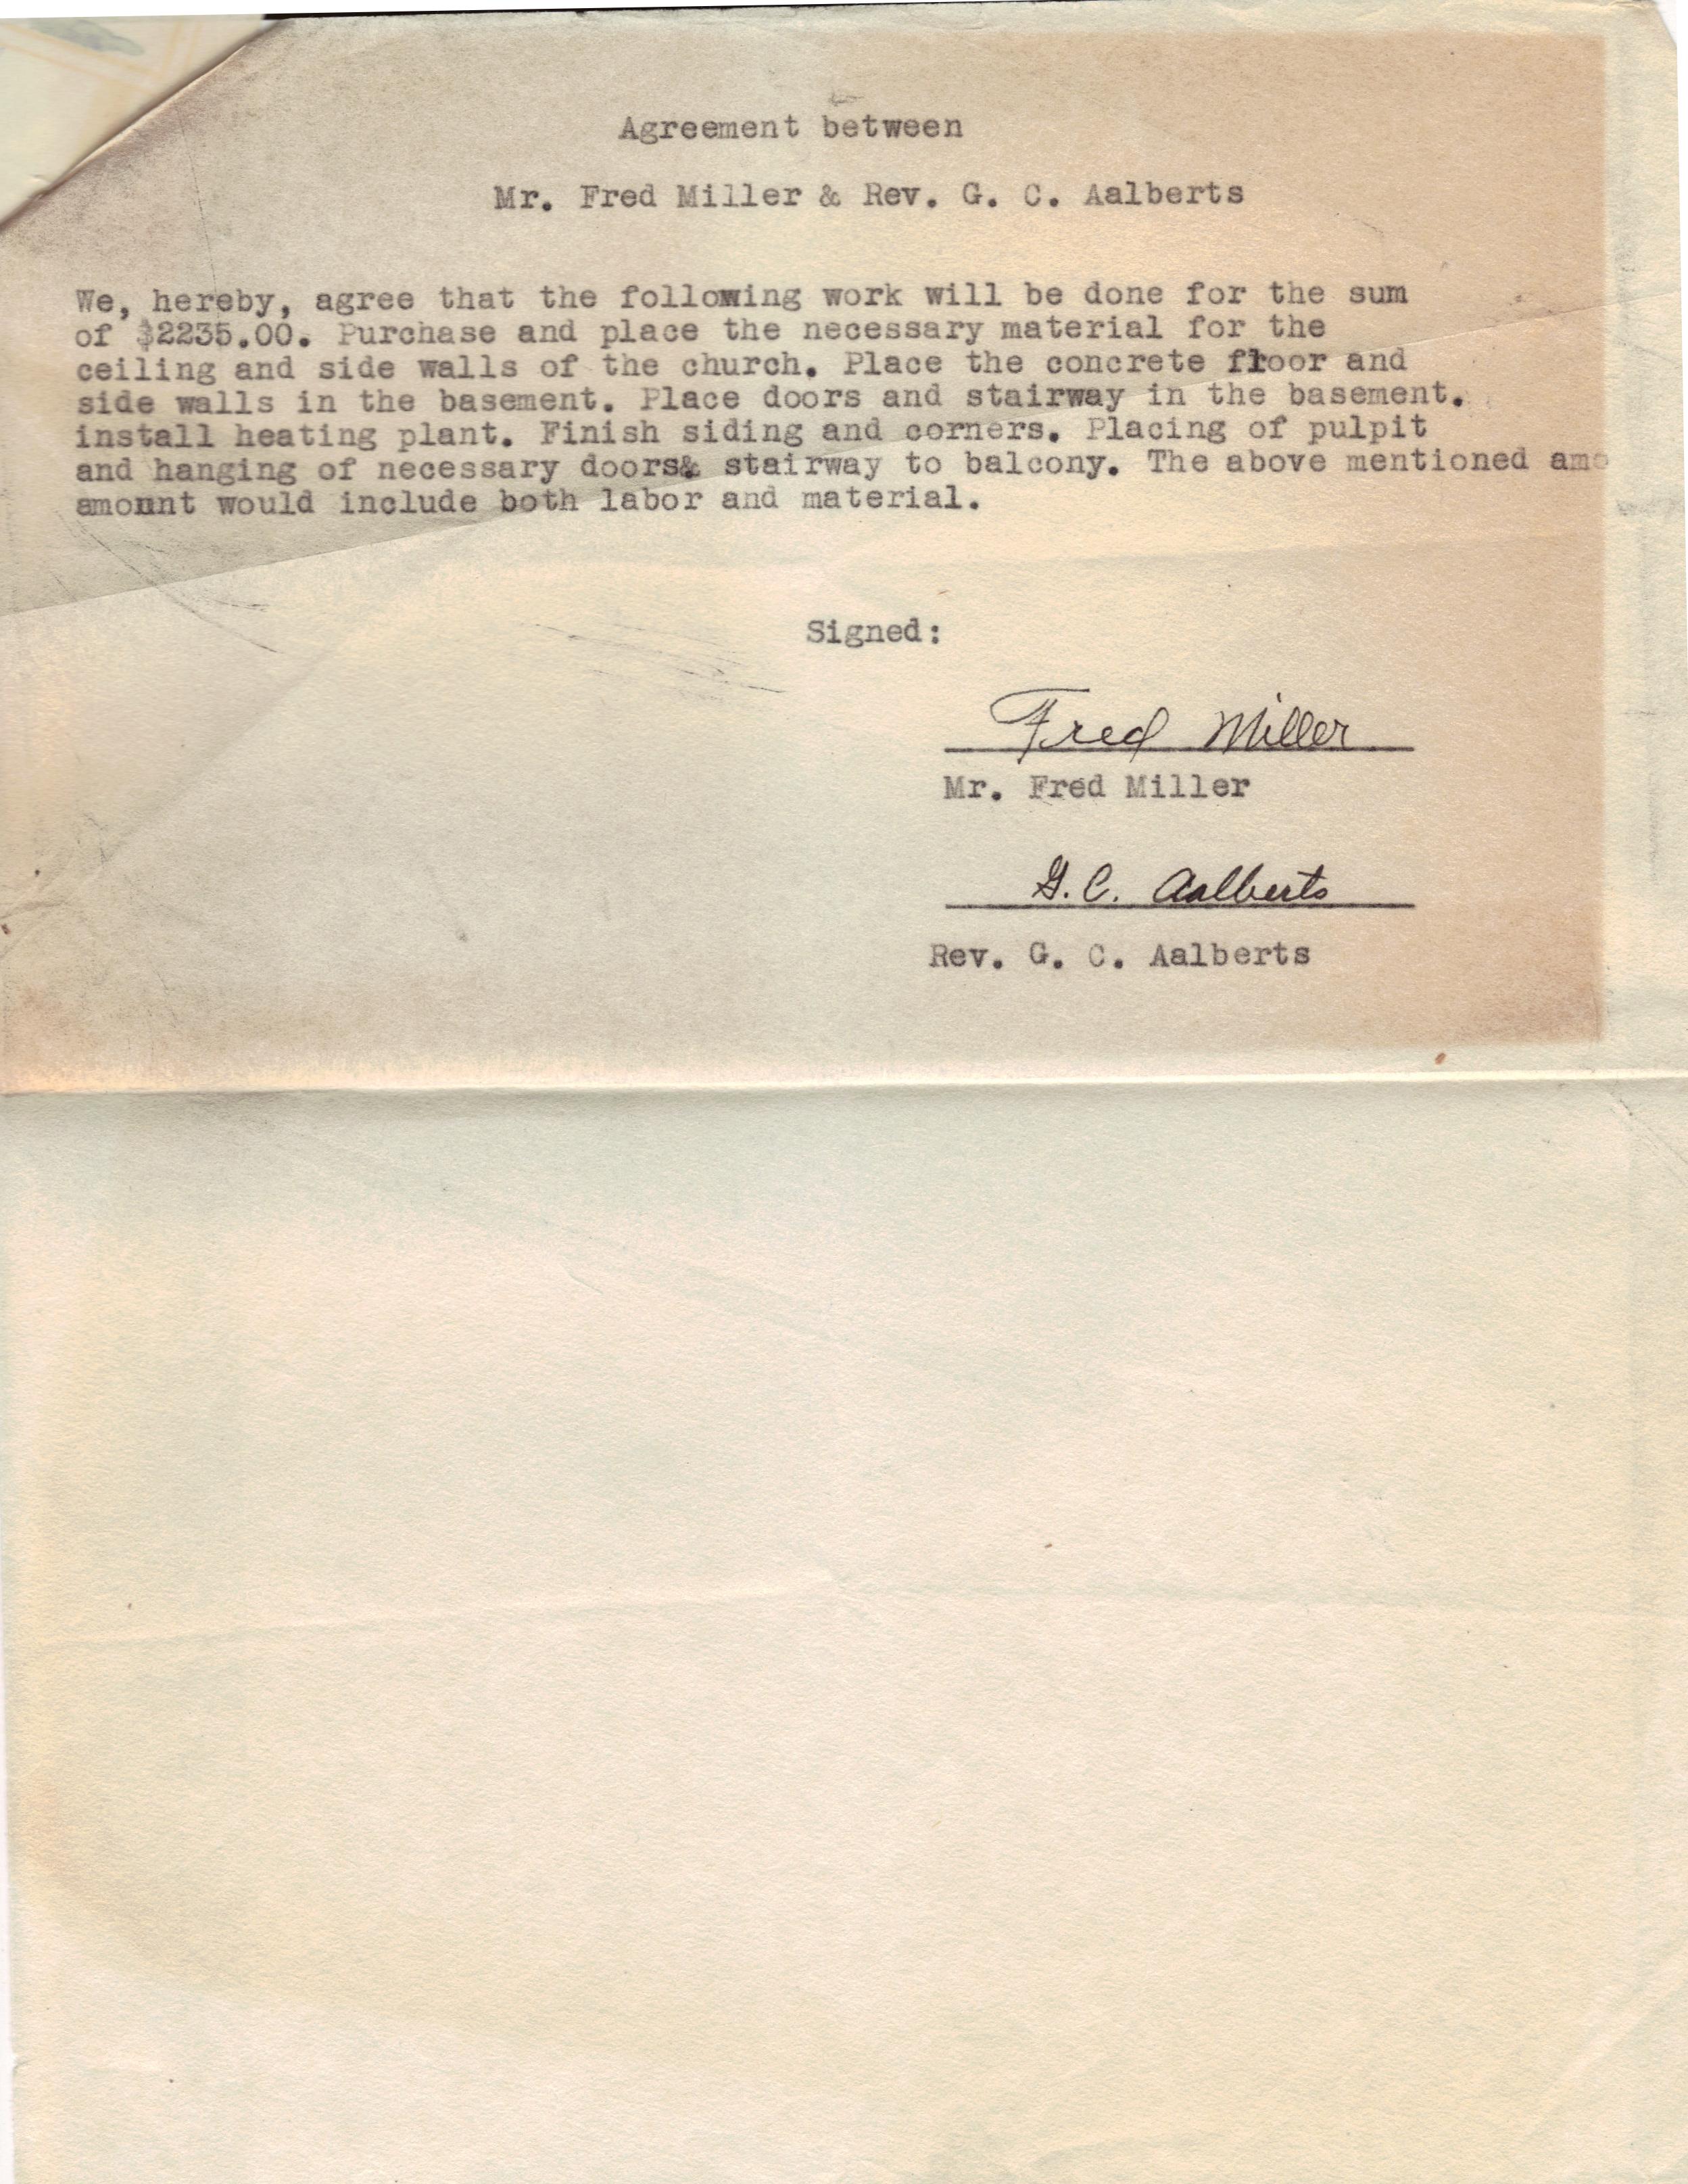 Agreement between
Mr. Fred Miller & Rev. G. C. Aalberts
We, hereby, agree that the following work will be done for the sum
of $2235.00. Purchase and place the necessary material for the
ceiling and side walls of the church. Place the concrete floor and
side walls in the basement. Place doors and stairway in the basement.
install heating plant. Finish siding and corners. Placing of pulpit
and hanging of necessary doors& stairway to balcony. The above mentioned amo
amount would include both labor and material.
Signed:
Fred Miller
Mr. Fred Miller
G. C. Aalberts
Rev. G. C. Aalberts